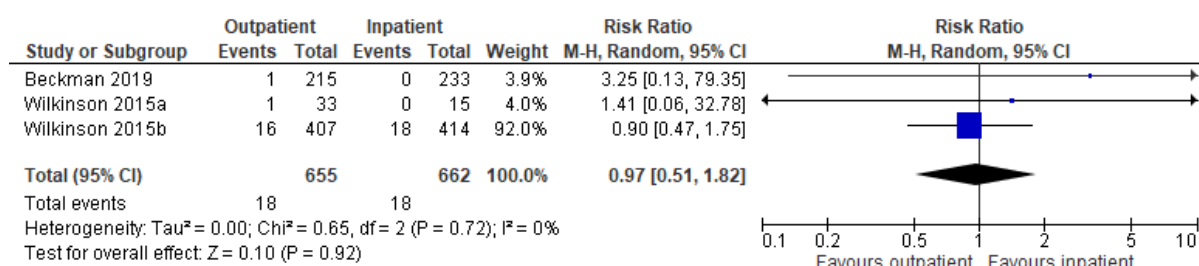 Outpatient Inpatient Risk Ratio Risk Ratio
Study or Subgroup Events Total Events Total Weight M-H, Random, 95% CI M-H, Random, 95% CI
Beckman 2019 1 215 0 233 3.9% 3.25 [0.13, 79.35]
Wilkinson 2015a 1 33 0 15 4.0% 1.41 [0.06, 32.78]
Wilkinson 2015b 16 407 18 414 92.0% 0.90 [0.47, 1.75]
Total (95% CI) 655 662 100.0% 0.97 [0.51, 1.82]
Total events 18 18
Heterogeneity: Tau² = 0.00; Chi² = 0.65, df = 2 (P = 0.72); I² = 0%
Test for overall effect: Z = 0.10 (P = 0.92)
0.1 0.2 0.5 1 2 5 10
Favours outpatient Favours inpatient